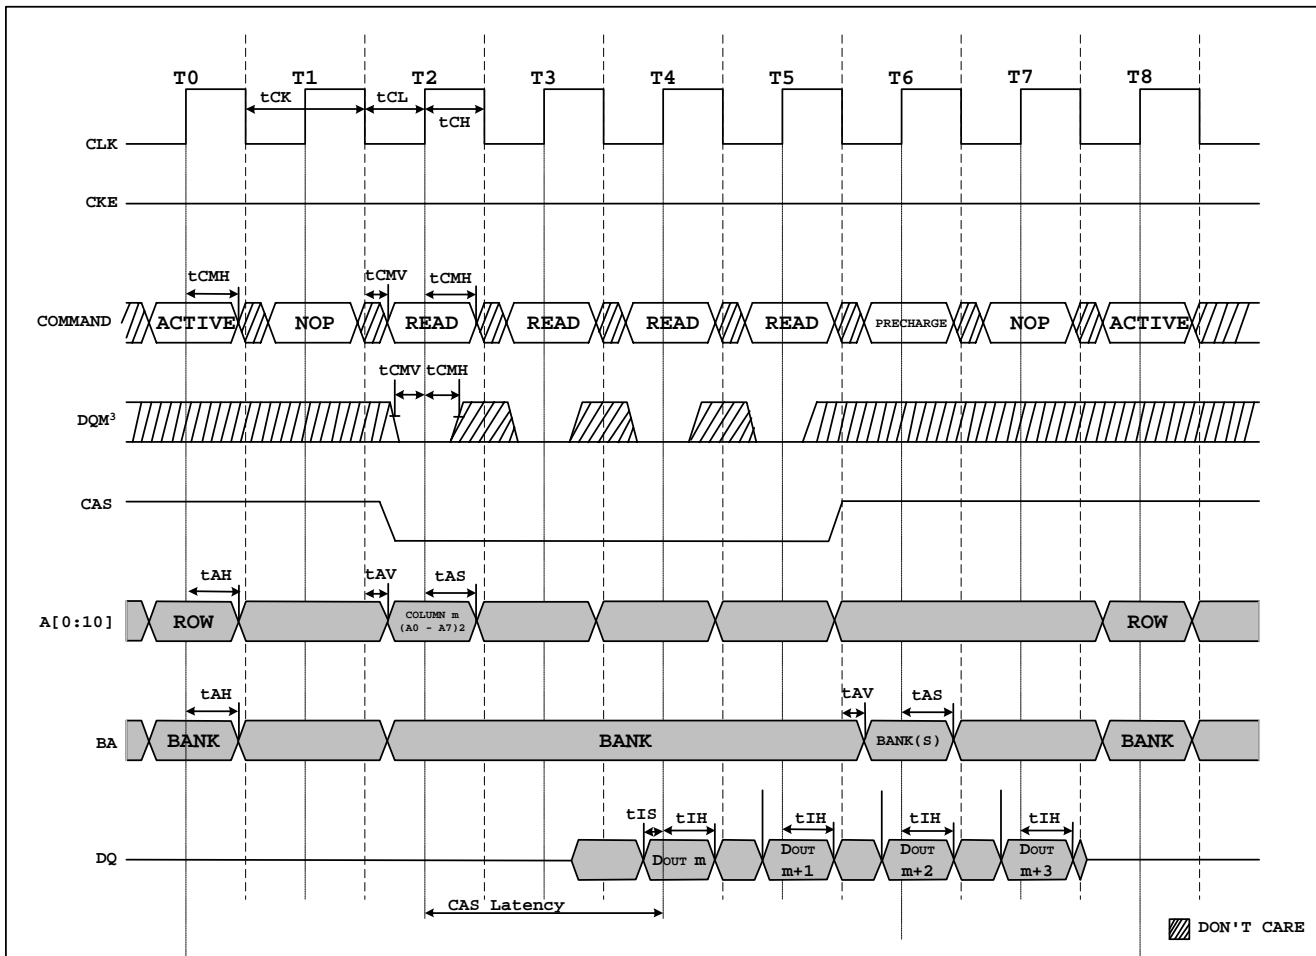 T0 T1 T2 T3 T4 T5 T6 T7 T8
tCK tCL
tCH
CLK
CKE
tCMH tCMV tCMH
COMMAND ACTIVE NOP READ READ READ READ PRECHARGE NOP ACTIVE
tCMV tCMH
DQM³
CAS
tAH tAV tAS
A[0:10] ROW COLUMN m ROW
(A0 - A7)2
tAH tAV tAS
BA BANK BANK BANK(S) BANK
tIS tIH tIH tIH tIH
DQ DOUT m DOUT DOUT DOUT
m+1 m+2 m+3
CAS Latency
DON'T CARE